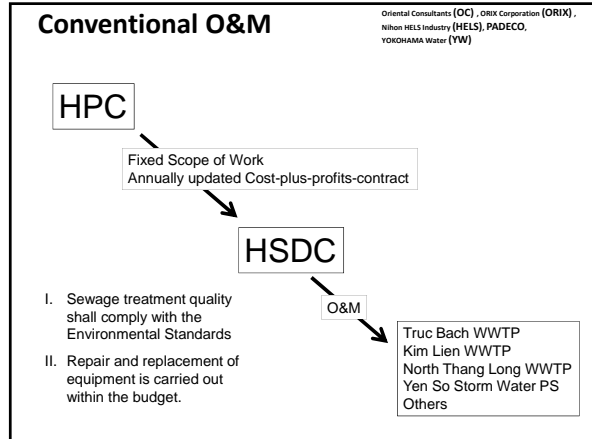 Conventional O&M
Oriental Consultants (OC) , ORIX Corporation (ORIX) ,
Nihon HELS Industry (HELS), PADECO,
YOKOHAMA Water (YW)
HPC
Fixed Scope of Work
Annually updated Cost-plus-profits-contract
HSDC
O&M
I. Sewage treatment quality
shall comply with the
Environmental Standards
II. Repair and replacement of
equipment is carried out
within the budget.
Truc Bach WWTP
Kim Lien WWTP
North Thang Long WWTP
Yen So Storm Water PS
Others